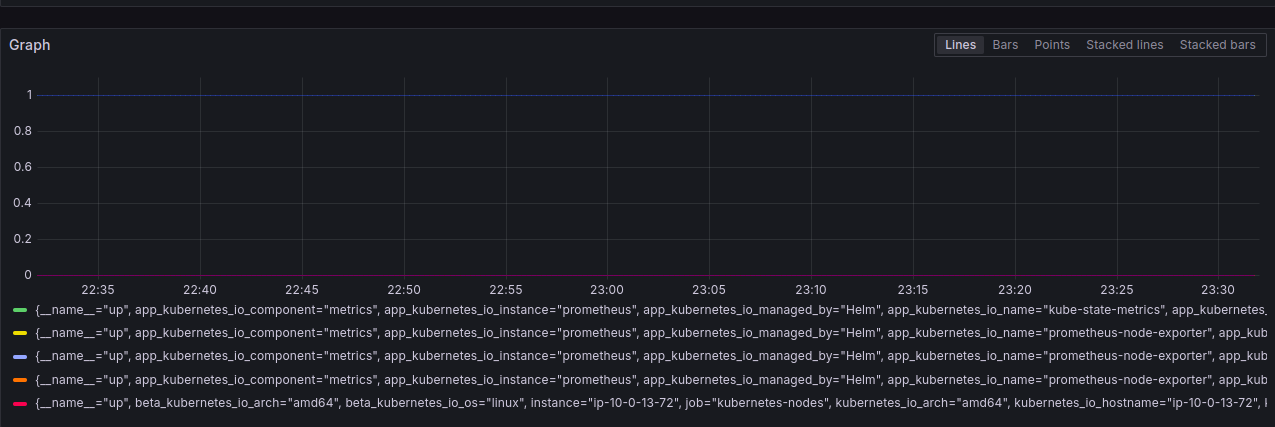 Graph
Lines Bars Points Stacked lines Stacked bars
1
0.8
0.6
0.4
0.2
0
22:35 22:40 22:45 22:50 22:55 23:00 23:05 23:10 23:15 23:20 23:25 23:30
{__name__="up", app_kubernetes_io_component="metrics", app_kubernetes_io_instance="prometheus", app_kubernetes_io_managed_by="Helm", app_kubernetes_io_name="kube-state-metrics", app_kubernetes_
{__name__="up", app_kubernetes_io_component="metrics", app_kubernetes_io_instance="prometheus", app_kubernetes_io_managed_by="Helm", app_kubernetes_io_name="prometheus-node-exporter", app_kub
{__name__="up", app_kubernetes_io_component="metrics", app_kubernetes_io_instance="prometheus", app_kubernetes_io_managed_by="Helm", app_kubernetes_io_name="prometheus-node-exporter", app_kub
{__name__="up", app_kubernetes_io_component="metrics", app_kubernetes_io_instance="prometheus", app_kubernetes_io_managed_by="Helm", app_kubernetes_io_name="prometheus-node-exporter", app_kub
{__name__="up", beta_kubernetes_io_arch="amd64", beta_kubernetes_io_os="linux", instance="ip-10-0-13-72", job="kubernetes-nodes", kubernetes_io_arch="amd64", kubernetes_io_hostname="ip-10-0-13-72",